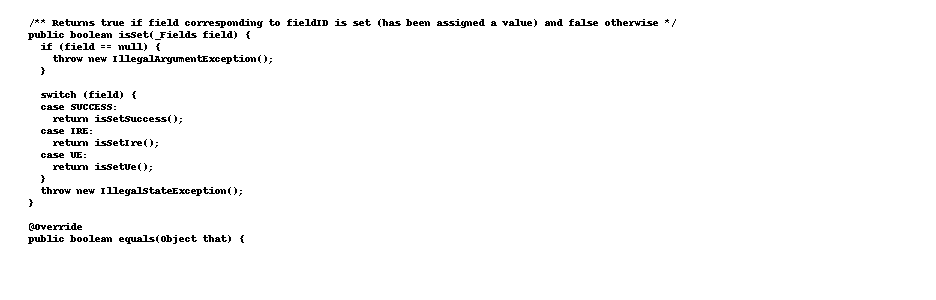 /** Returns true if field corresponding to fieldID is set (has been assigned a value) and false otherwise */
public boolean isSet(_Fields field) {
  if (field == null) {
    throw new IllegalArgumentException();
  }

  switch (field) {
  case SUCCESS:
    return isSetSuccess();
  case IRE:
    return isSetIre();
  case UE:
    return isSetUe();
  }
  throw new IllegalStateException();
}

@Override
public boolean equals(Object that) {